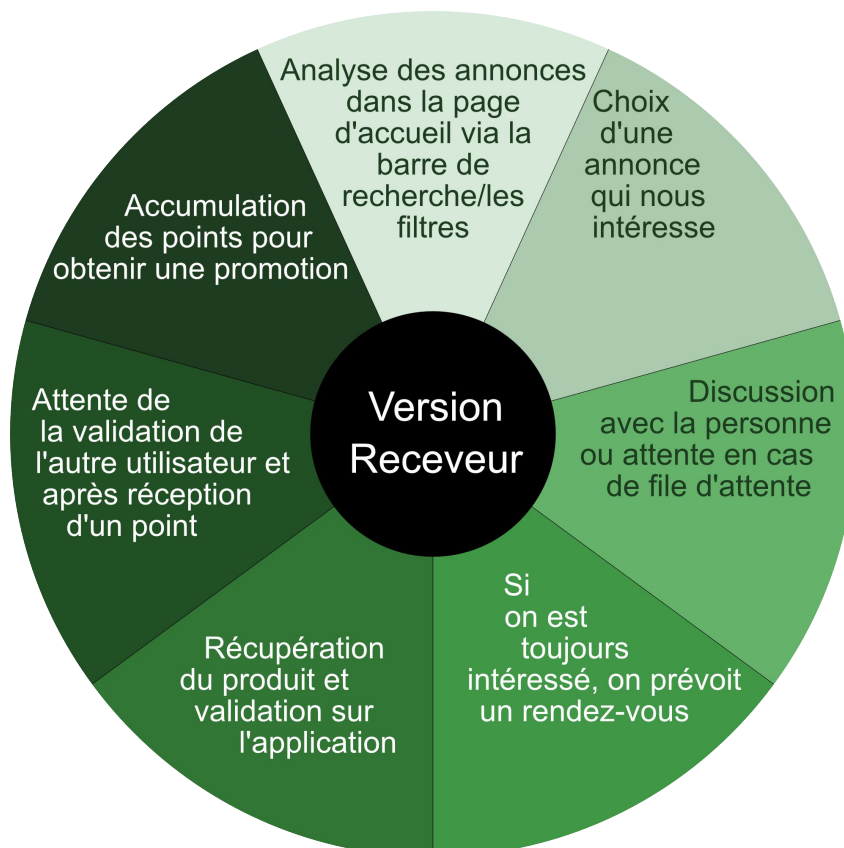 Analyse des annonces
dans la page
d'accueil via la
barre de
recherche/les
filtres
Choix
d'une
annonce
qui nous
intéresse
Discussion
avec la personne
ou attente en cas
de file d'attente
Si
on est
toujours
intéressé, on prévoit
un rendez-vous
Récupération
du produit et
validation sur
l'application
Attente de
la validation de
l'autre utilisateur et
après réception
d'un point
Accumulation
des points pour
obtenir une promotion
Version
Receveur